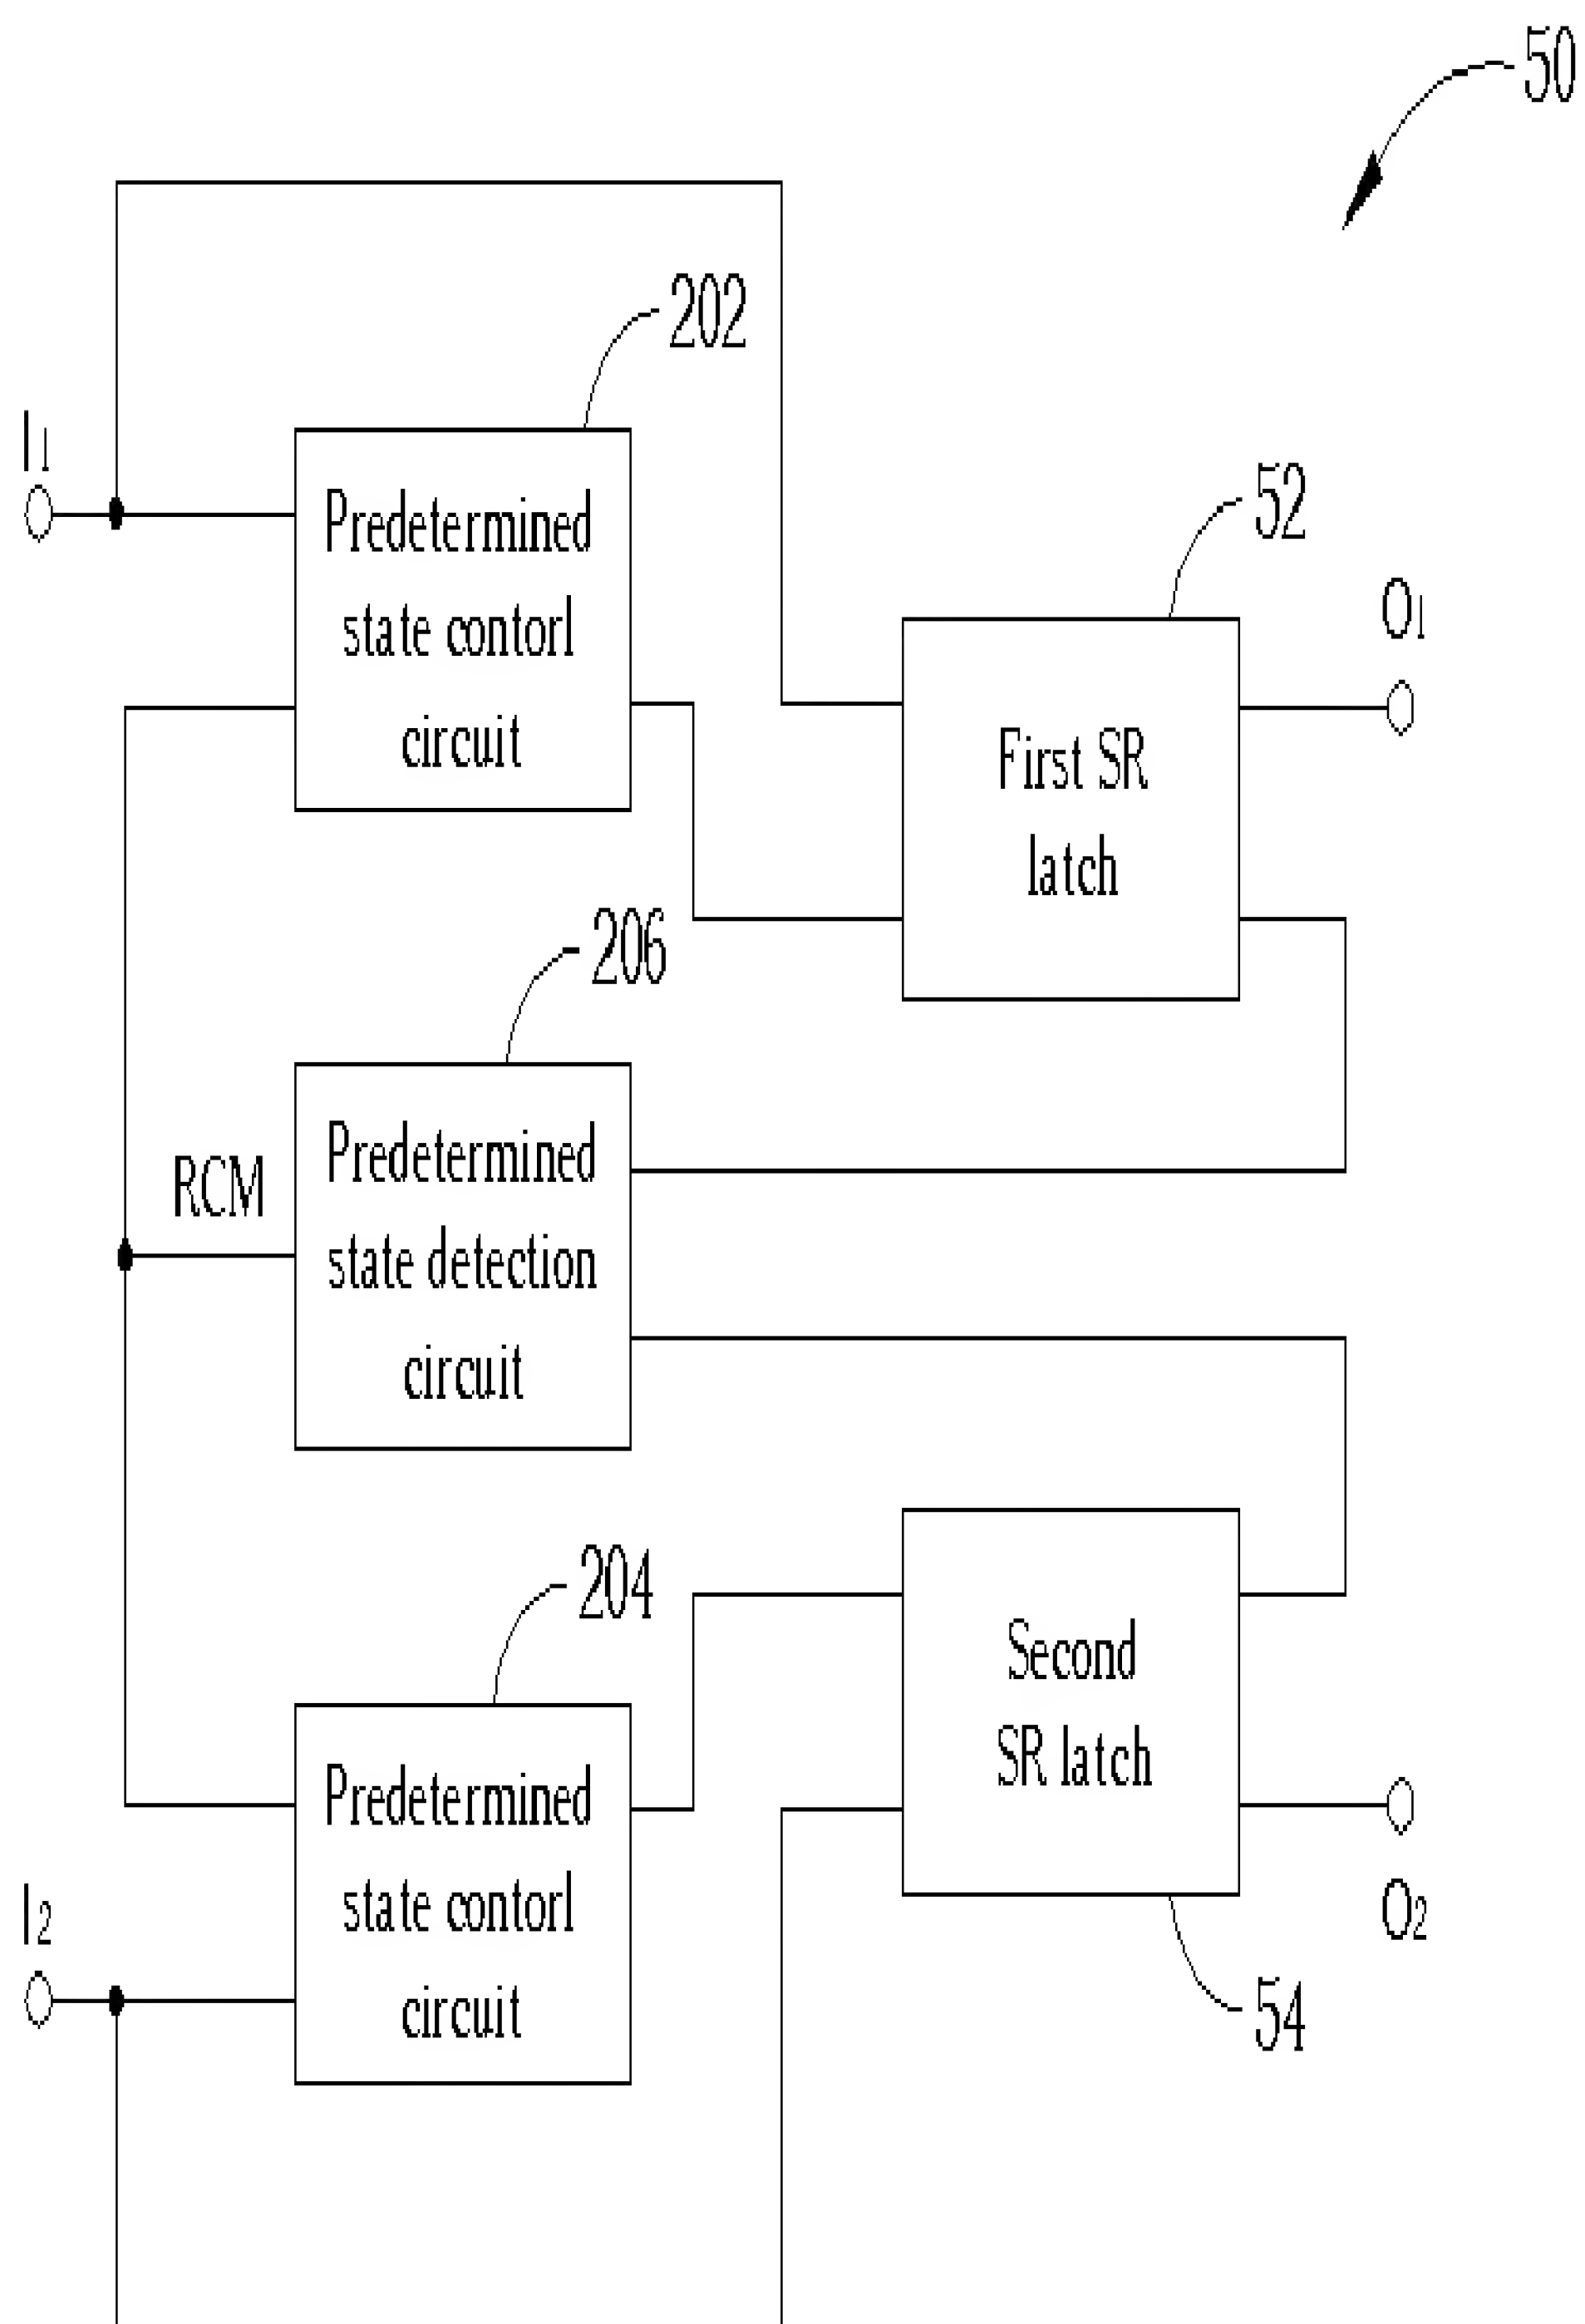 50
202
I1
Predetermined
state contorl
circuit
52
O1
First SR
latch
206
Predetermined
state detection
circuit
RCM
204
Second
SR latch
Predetermined
state contorl
circuit
I2
O2
54